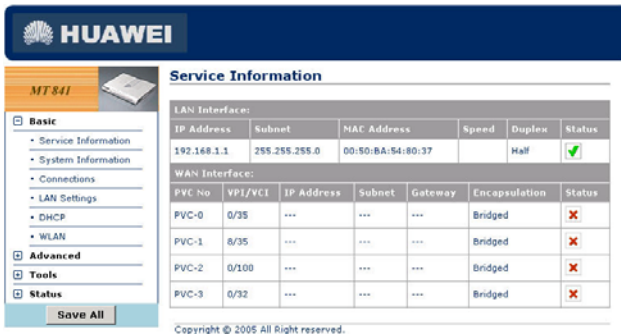 HUAWEI
MT 841
Basic
Service Information
System Information
Connections
LAN Settings
DHCP
WLAN
Advanced
Tools
Status
Save All
Service Information
LAN Interface:
IP Address Subnet MAC Address Speed Duplex Status
192.168.1.1 255.255.255.0 00:50:BA:54:80:37 Half
WAN Interface:
PVC No VPI/VCI IP Address Subnet Gateway Encapsulation Status
PVC-0 0/35 --- --- --- Bridged
PVC-1 8/35 --- --- --- Bridged
PVC-2 0/100 --- --- --- Bridged
PVC-3 0/32 --- --- --- Bridged
Copyright @ 2005 All Right reserved.